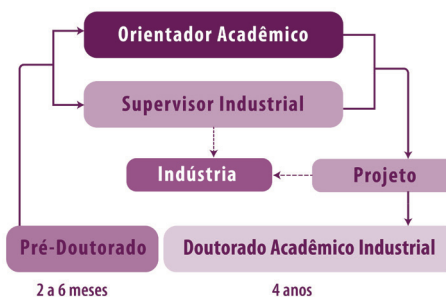 Orientador Acadêmico
Supervisor Industrial
Indústria
Projeto
Pré-Doutorado
Doutorado Acadêmico Industrial
2 a 6 meses
4 anos